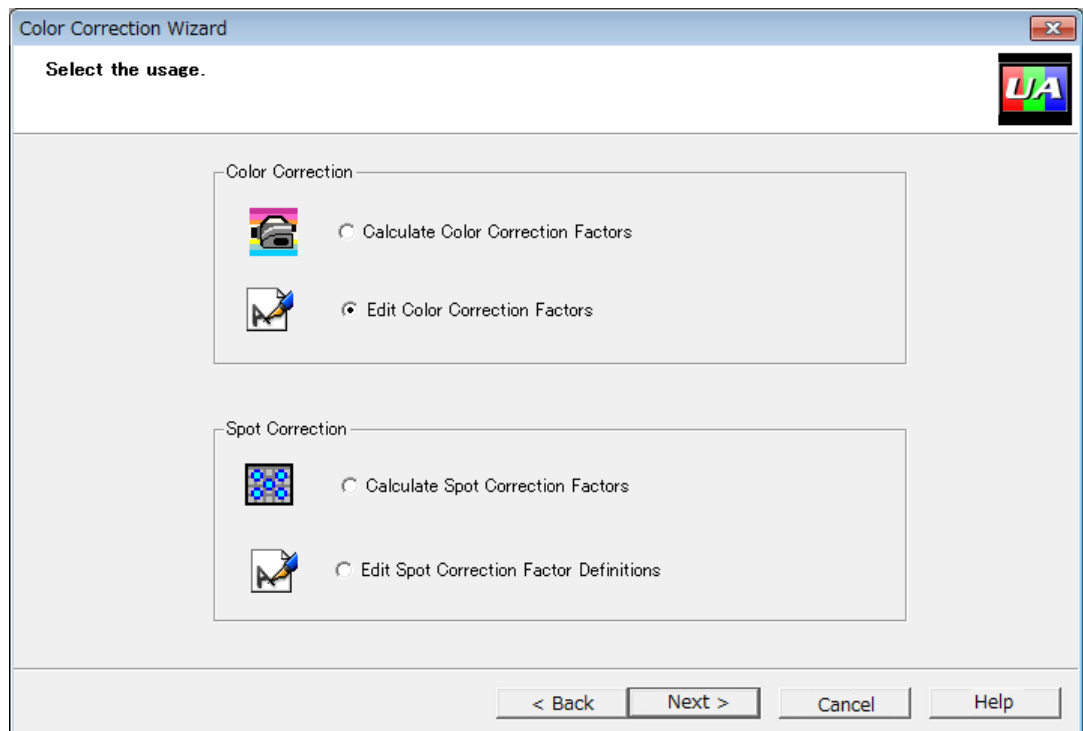 Color Correction Wizard
Select the usage.
UA
Color Correction
Calculate Color Correction Factors
Edit Color Correction Factors
Spot Correction
Calculate Spot Correction Factors
Edit Spot Correction Factor Definitions
< Back Next > Cancel Help